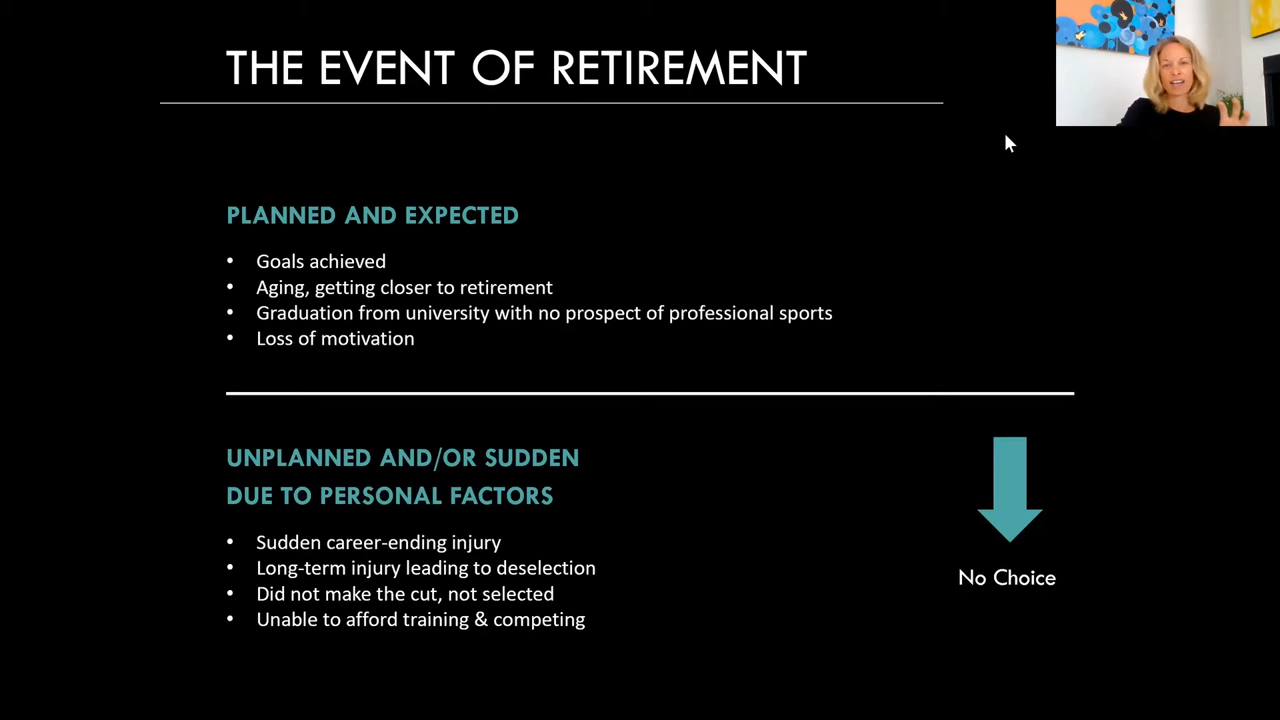 THE EVENT OF RETIREMENT
PLANNED AND EXPECTED
• Goals achieved
• Aging, getting closer to retirement
• Graduation from university with no prospect of professional sports
• Loss of motivation
UNPLANNED AND/OR SUDDEN
DUE TO PERSONAL FACTORS
• Sudden career-ending injury
• Long-term injury leading to deselection
• Did not make the cut, not selected
• Unable to afford training & competing
No Choice